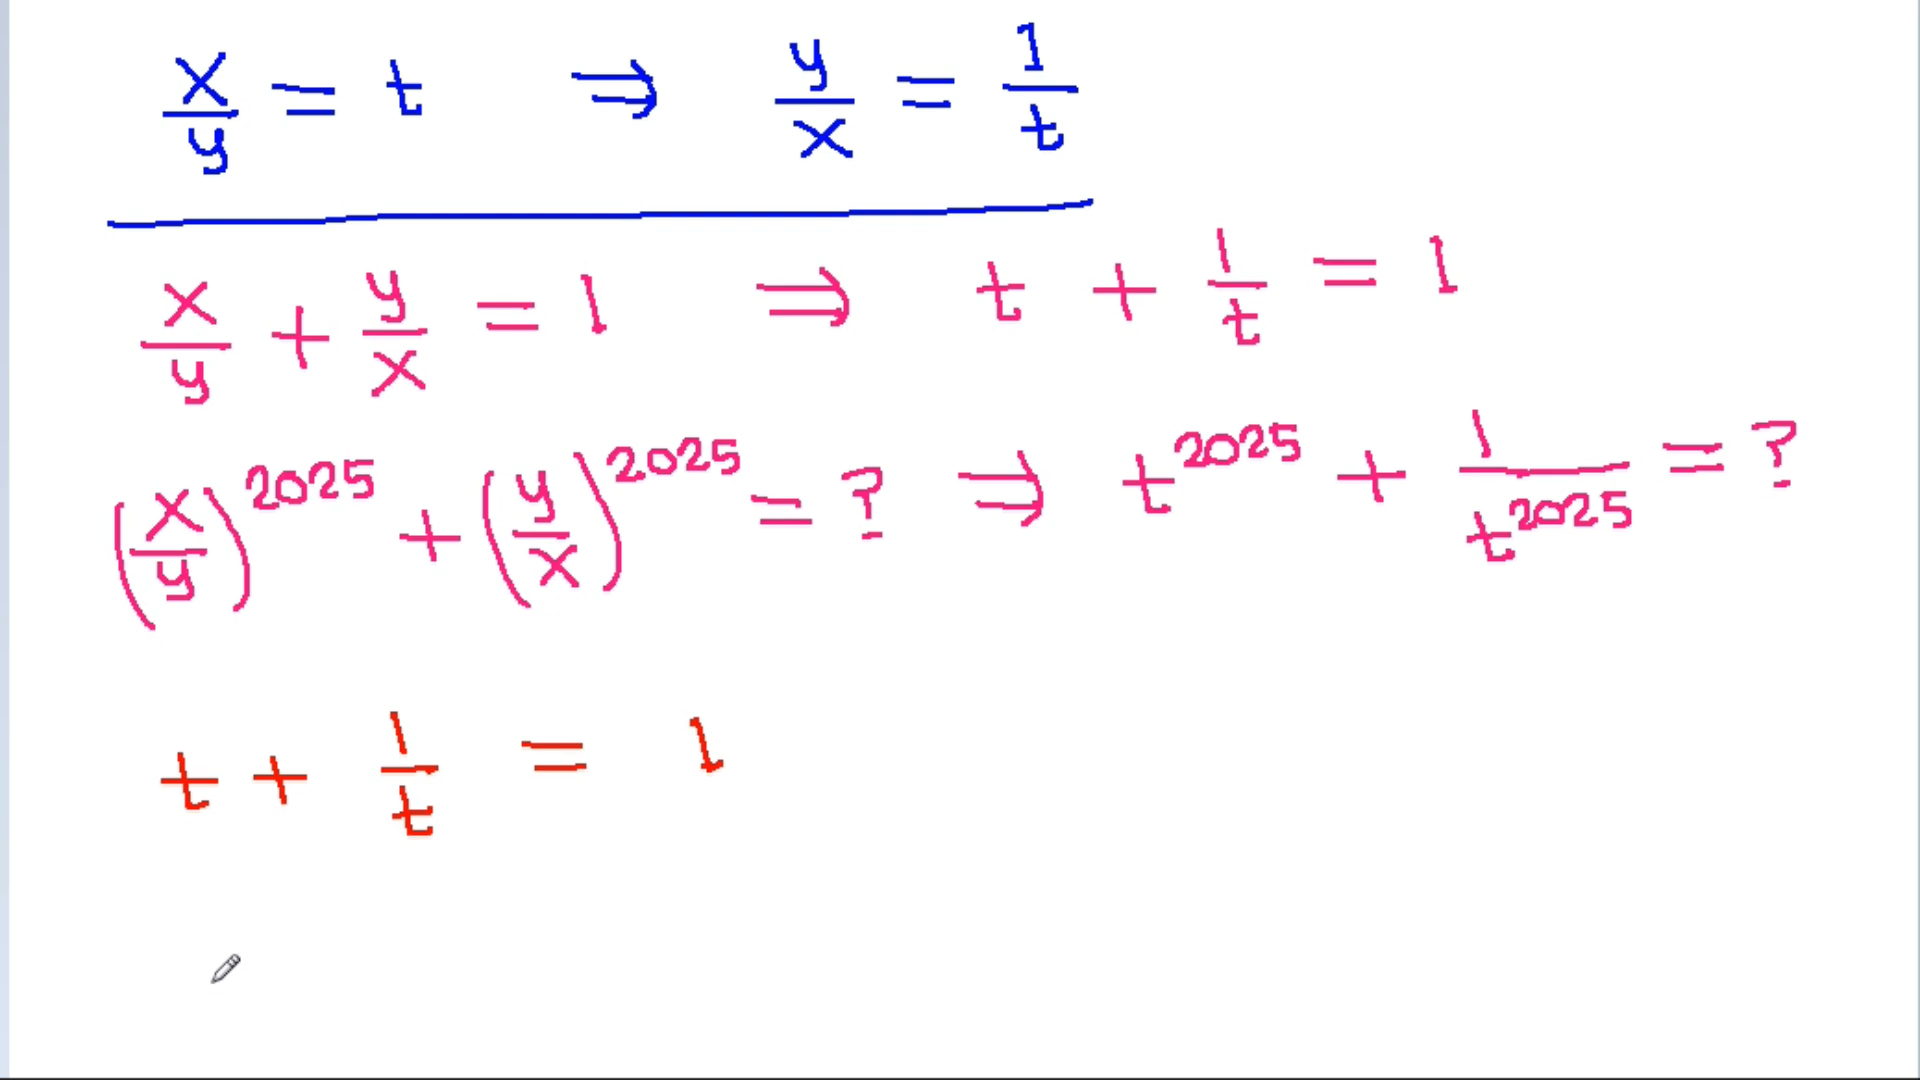 x/y = t ⇒ y/x = 1/t
x/y + y/x = 1 ⇒ t + 1/t = 1
(x/y)^2025 + (y/x)^2025 = ? ⇒ t^2025 + 1/t^2025 = ?
t + 1/t = 1